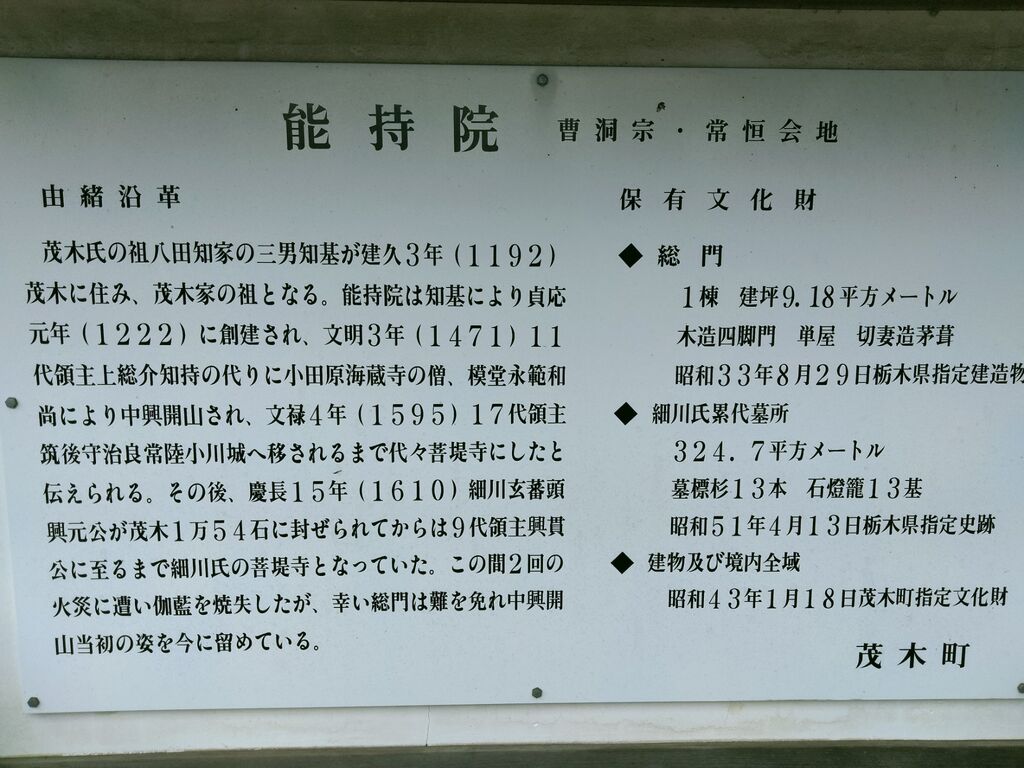 能持院 曹洞宗・常恒会地
由緒沿革
茂木氏の祖八田知家の三男知基が建久3年(1192)
茂木に住み、茂木家の祖となる。能持院は知基により貞応
元年(1222)に創建され、文明3年(1471)11
代領主上総介知持の代りに小田原海蔵寺の僧、模堂永範和
尚により中興開山され、文禄4年(1595)17代領主
筑後守治良常陸小川城へ移されるまで代々菩堤寺にしたと
伝えられる。その後、慶長15年(1610)細川玄蕃頭
興元公が茂木1万54石に封ぜられてからは9代領主興貫
公に至るまで細川氏の菩堤寺となっていた。この間2回の
火災に遭い伽藍を焼失したが、幸い総門は難を免れ中興開
山当初の姿を今に留めている。
保有文化財
◆ 総門
1棟 建坪9.18平方メートル
木造四脚門 単屋 切妻造茅葺
昭和33年8月29日栃木県指定建造物
◆ 細川氏累代墓所
324.7平方メートル
墓標杉13本 石燈籠13基
昭和51年4月13日栃木県指定史跡
◆ 建物及び境内全域
昭和43年1月18日茂木町指定文化財
茂木町